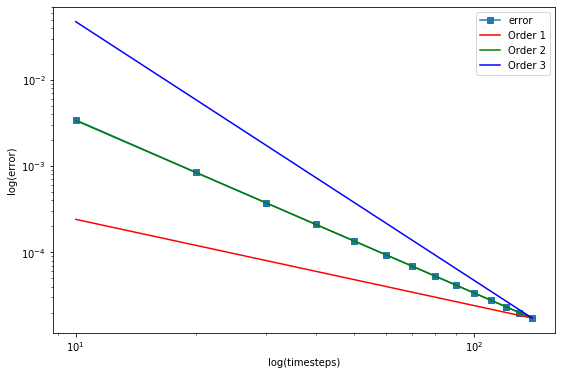 error
Order 1
Order 2
Order 3
10⁻²
10⁻³
10⁻⁴
log(error)
10¹
10²
log(timesteps)